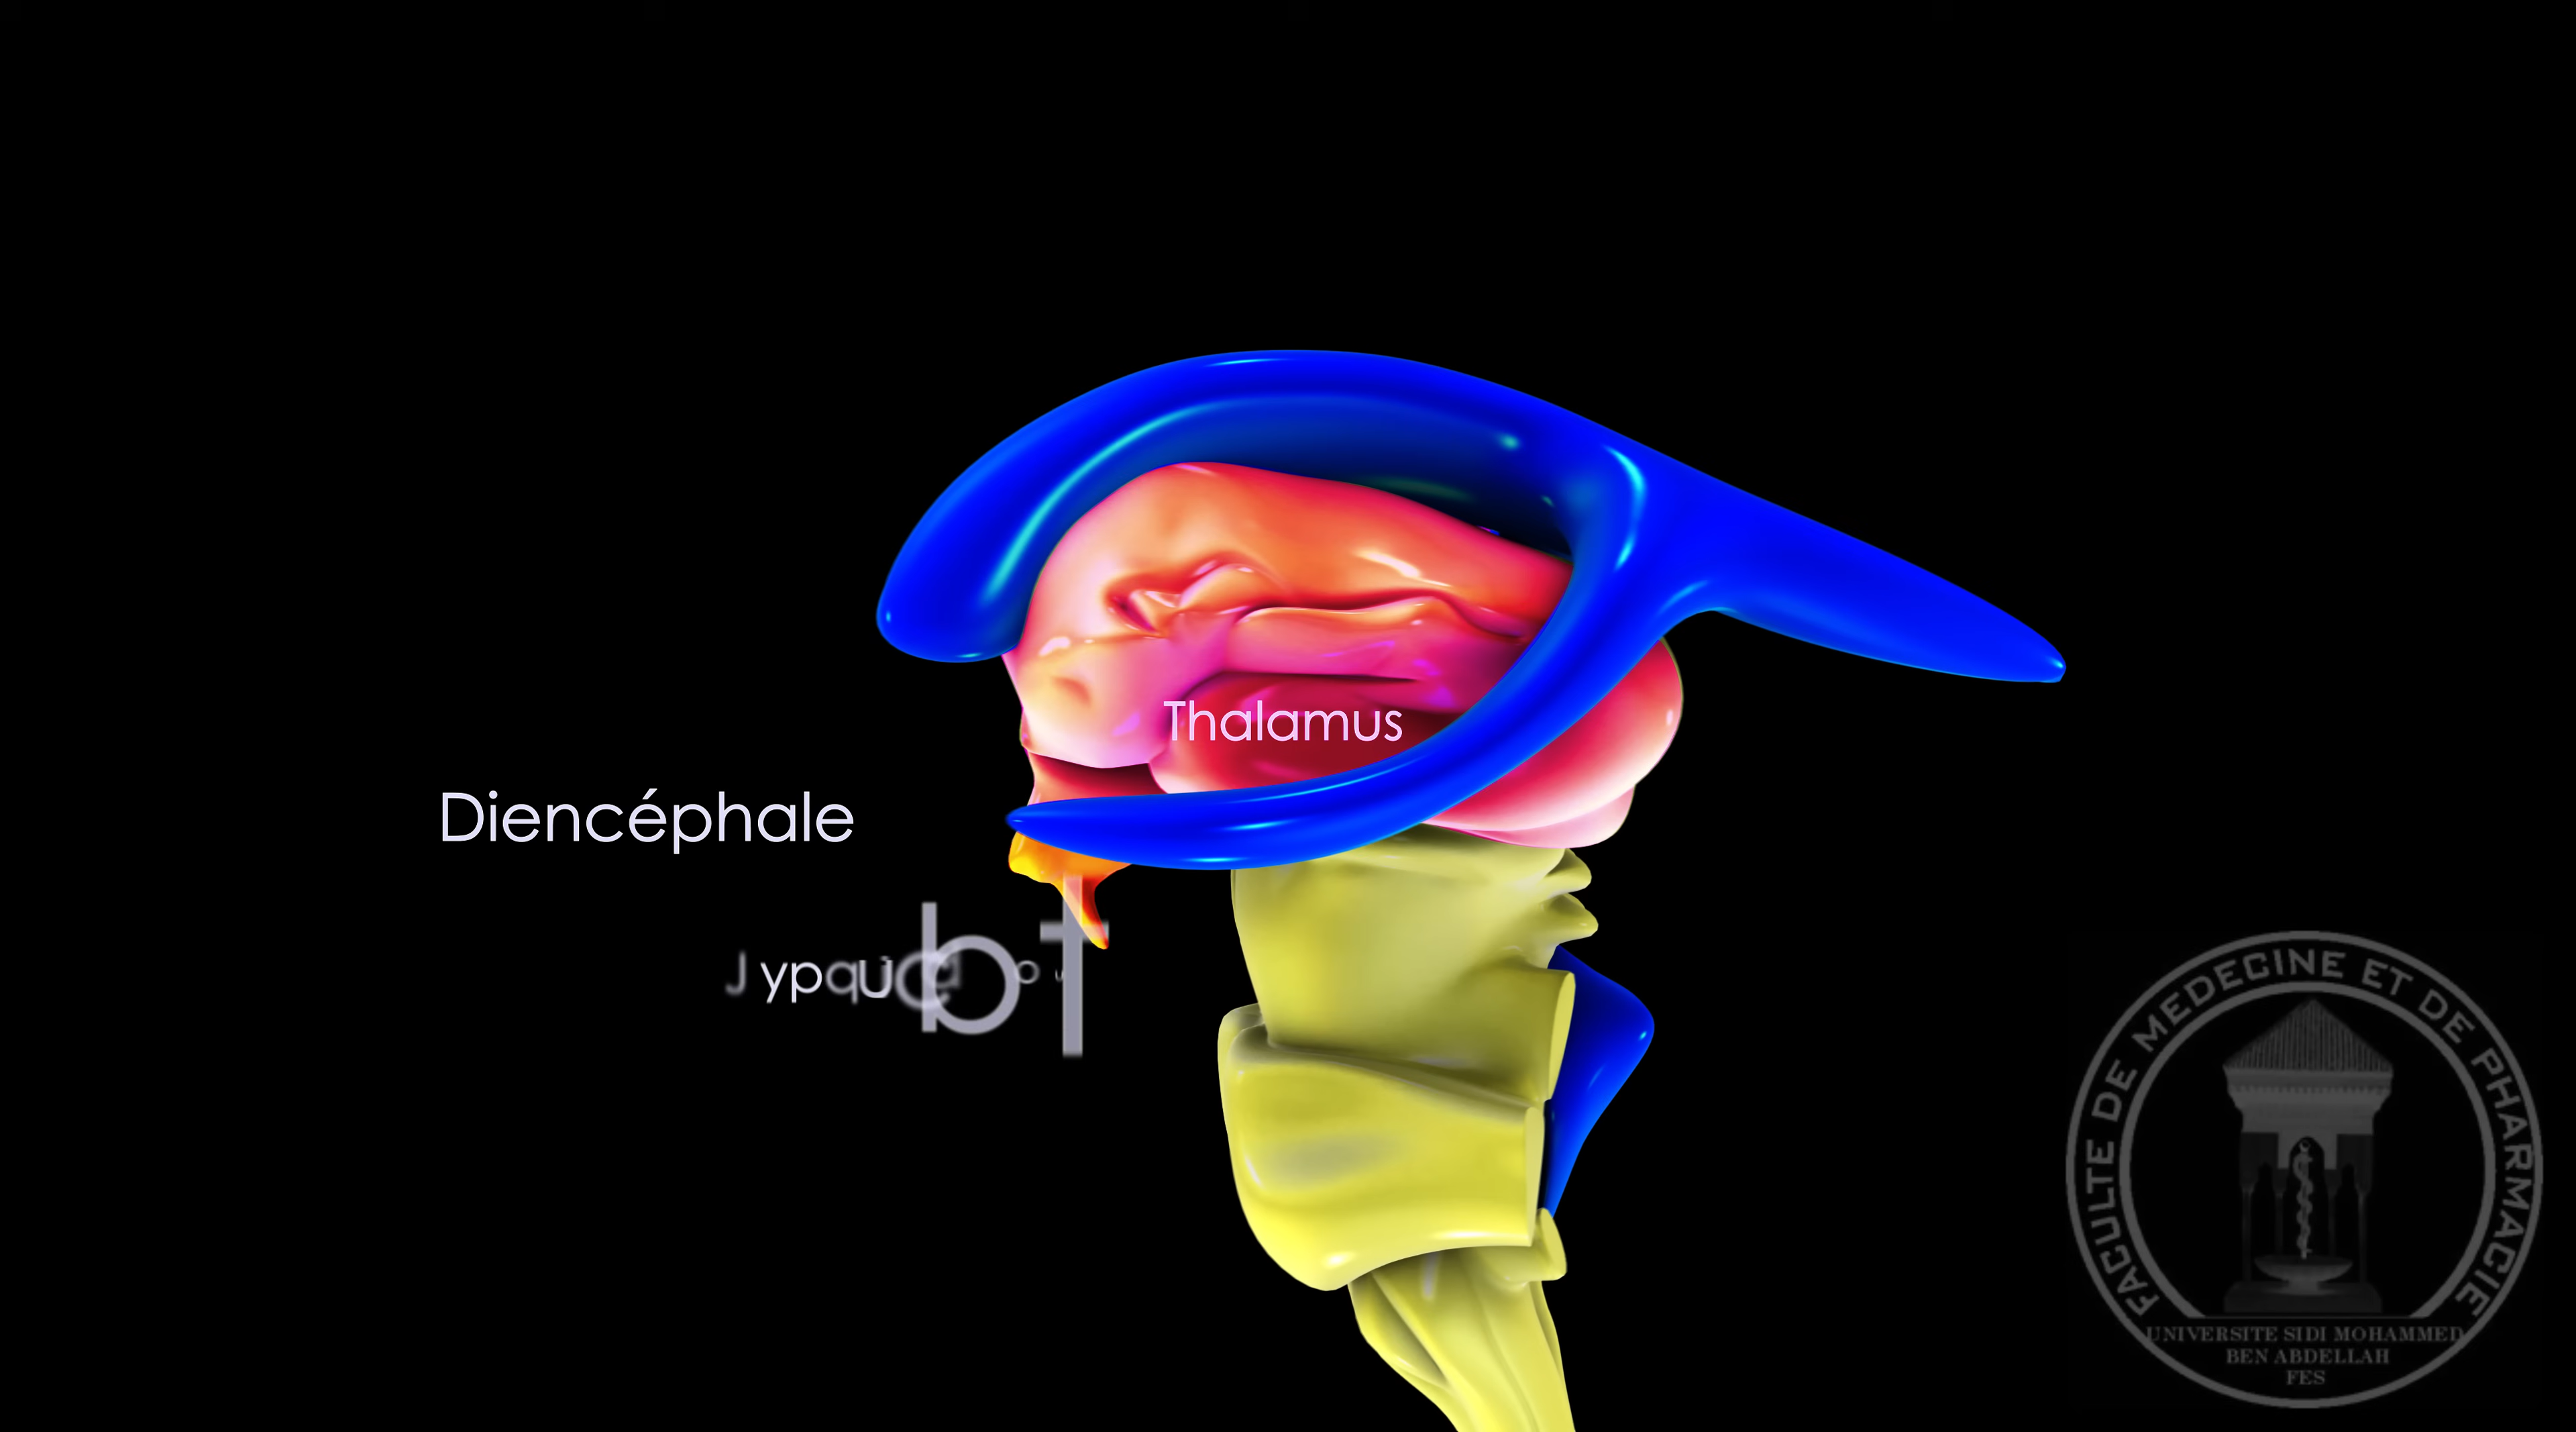 Thalamus
Diencéphale
FACULTE DE MEDECINE ET DE PHARMACIE
UNIVERSITE SIDI MOHAMMED
BEN ABDELLAH
FES